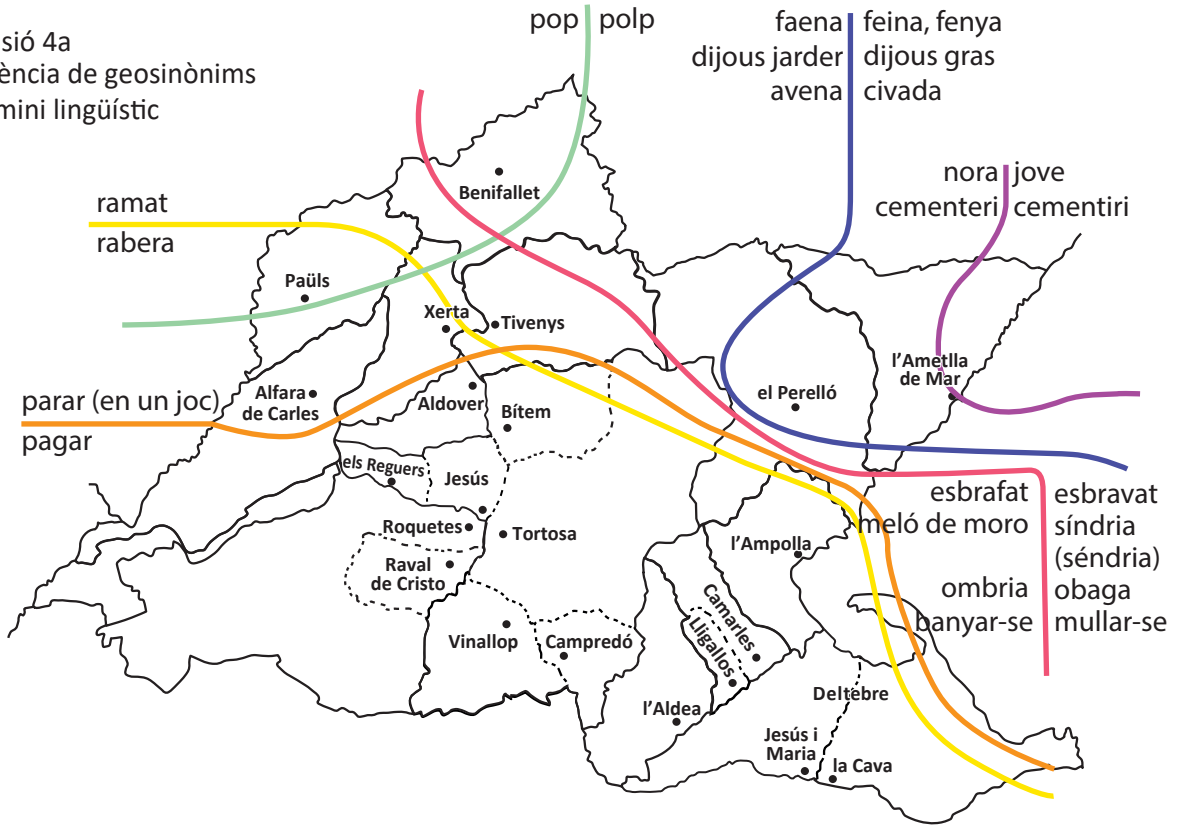 sió 4a
ència de geosinònims
mini lingüístic
pop polp
faena feina, fenya
dijous jarder dijous gras
avena civada
nora jove
cementeri cementiri
ramat
rabera
parar (en un joc)
pagar
Benifallet
Paüls
Xerta
Tivenys
l'Ametlla
de Mar
Alfara
de Carles
Aldover
Bítem
el Perelló
els Reguers
Jesús
Roquetes
Tortosa
Raval
de Cristo
l'Ampolla
esbrafat esbravat
meló de moro síndria
(séndria)
ombria obaga
banyar-se mullar-se
Camarles
Lligallos
Vinallop
Campredó
l'Aldea
Deltebre
Jesús i
Maria
la Cava